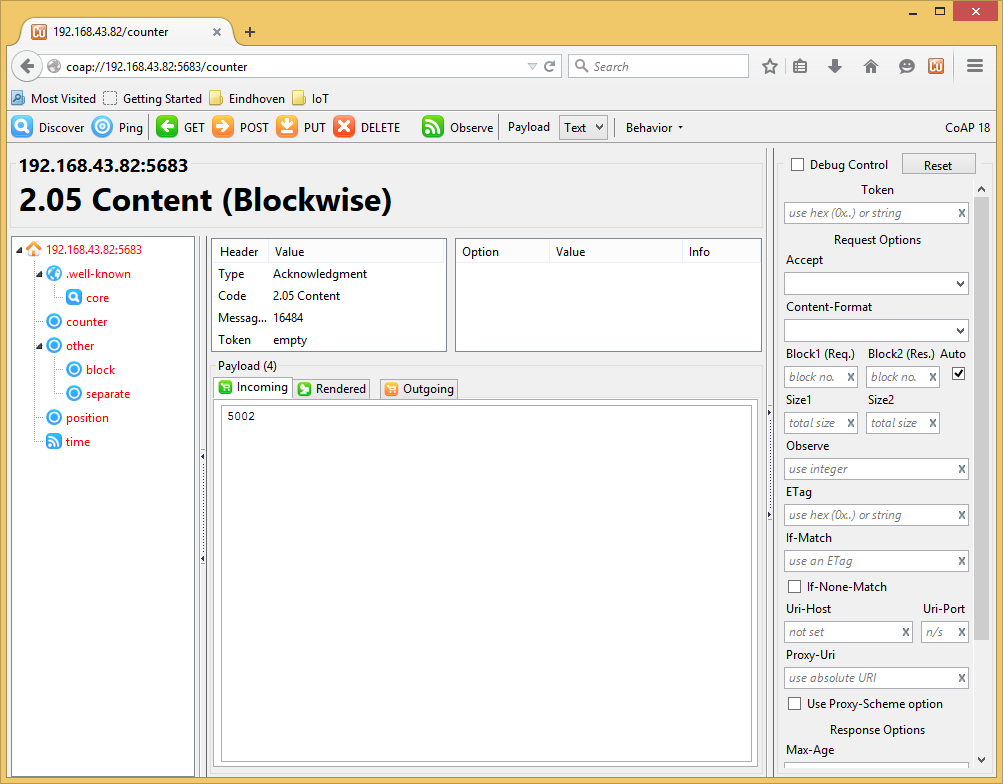 192.168.43.82/counter
coap://192.168.43.82:5683/counter
Search
Most Visited Getting Started Eindhoven IoT
Discover Ping GET POST PUT DELETE Observe Payload Text Behavior CoAP 18
192.168.43.82:5683
2.05 Content (Blockwise)
192.168.43.82:5683
.well-known
core
counter
other
block
separate
position
time
Header Value
Type Acknowledgment
Code 2.05 Content
Messag... 16484
Token empty
Option Value Info
Payload (4)
Incoming Rendered Outgoing
5002
Debug Control Reset
Token
use hex (0x..) or string X
Request Options
Accept
Content-Format
Block1 (Req.) Block2 (Res.) Auto
block no. X block no. X
Size1 Size2
total size X total size X
Observe
use integer X
ETag
use hex (0x..) or string X
If-Match
use an ETag X
If-None-Match
Uri-Host Uri-Port
not set X n/s X
Proxy-Uri
use absolute URI X
Use Proxy-Scheme option
Response Options
Max-Age